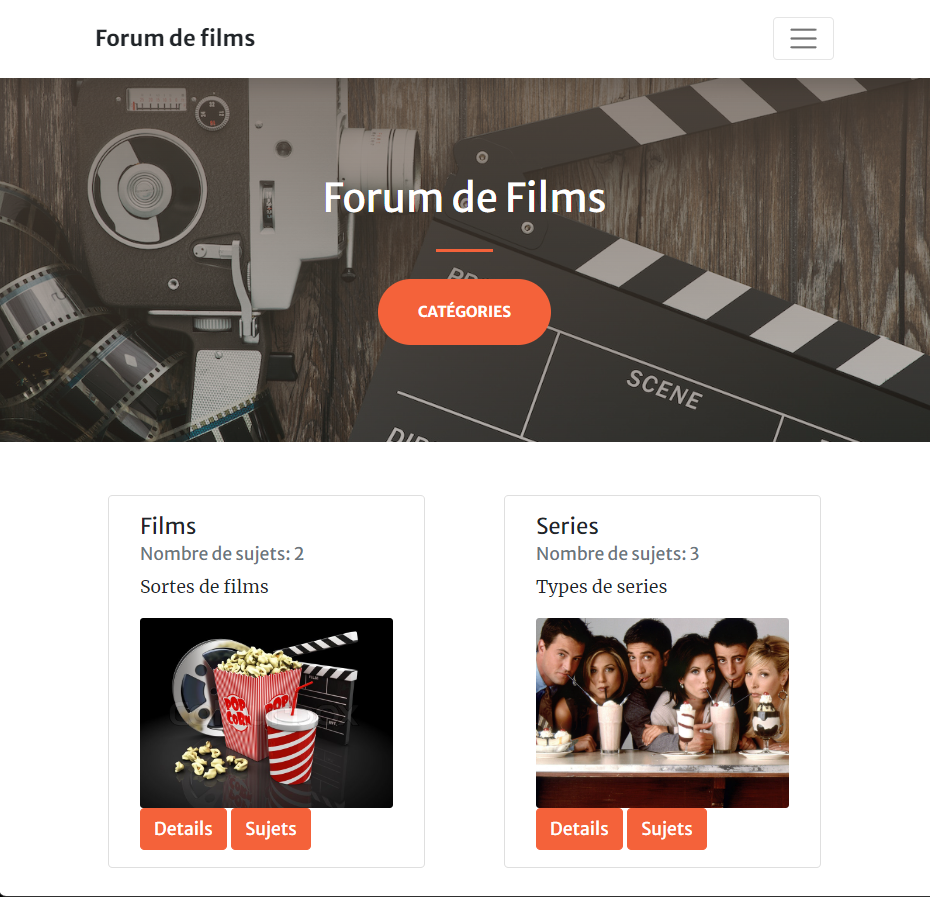 Forum de films
Forum de Films
CATÉGORIES
SCENE
Films
Nombre de sujets: 2
Sortes de films
POP
CORN
POP
Details
Sujets
Series
Nombre de sujets: 3
Types de series
Details
Sujets